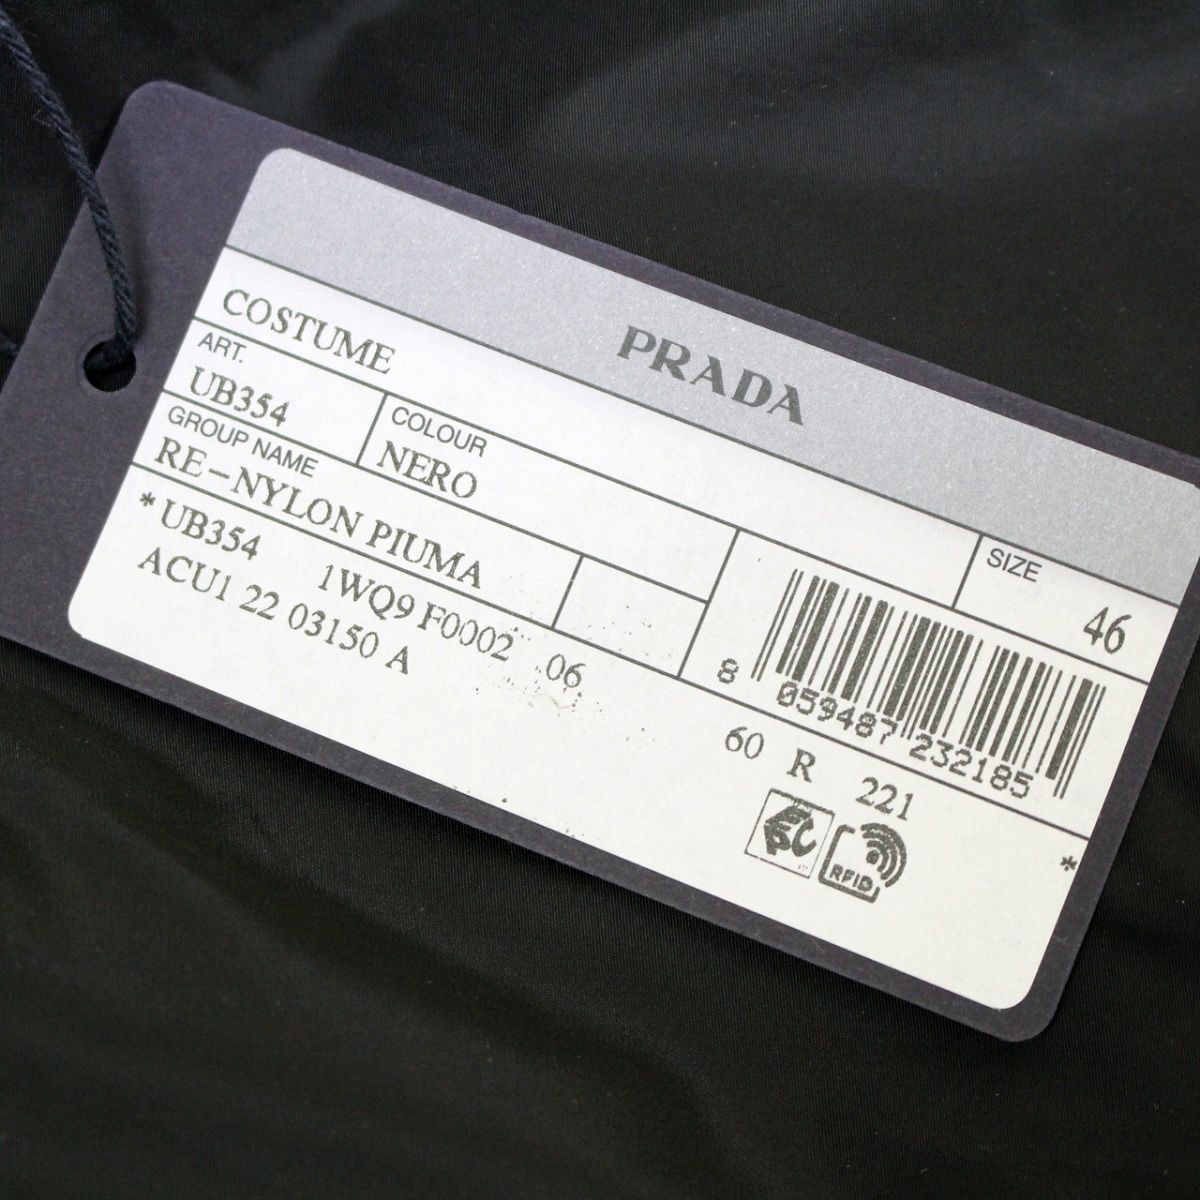 PRADA
COSTUME
ART.
UB354
COLOUR
NERO
SIZE
46
GROUP NAME
RE-NYLON PIUMA
*UB354 1WQ9 F0002 06
ACU1 22 03150 A
8 059487 232185
60 R 221
RFID
*